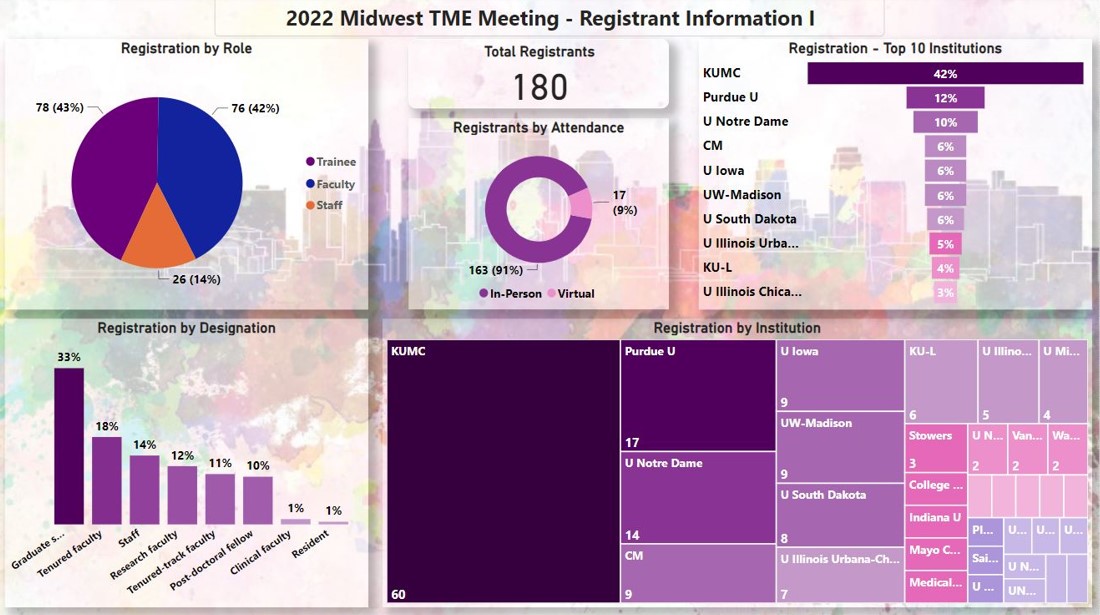 2022 Midwest TME Meeting - Registrant Information I
Registration by Role
78 (43%)
76 (42%)
26 (14%)
Trainee
Faculty
Staff
Total Registrants
180
Registrants by Attendance
17
(9%)
163 (91%)
In-Person Virtual
Registration - Top 10 Institutions
KUMC 42%
Purdue U 12%
U Notre Dame 10%
CM 6%
U Iowa 6%
UW-Madison 6%
U South Dakota 6%
U Illinois Urba... 5%
KU-L 4%
U Illinois Chica... 3%
Registration by Designation
33%
18%
14%
12%
11%
10%
1%
1%
Graduate s...
Tenured faculty
Staff
Research faculty
Tenured-track faculty
Post-doctoral fellow
Clinical faculty
Resident
Registration by Institution
KUMC
60
Purdue U
17
U Notre Dame
14
CM
9
U Iowa
9
UW-Madison
9
U South Dakota
8
U Illinois Urbana-Ch...
7
KU-L
6
U Illino...
5
U Mi...
4
Stowers
3
U N...
2
Van...
2
Wa...
2
College ...
Indiana U
Mayo C...
Medical...
Pl...
Sai...
U ...
U...
U...
U...
U N...
UN...